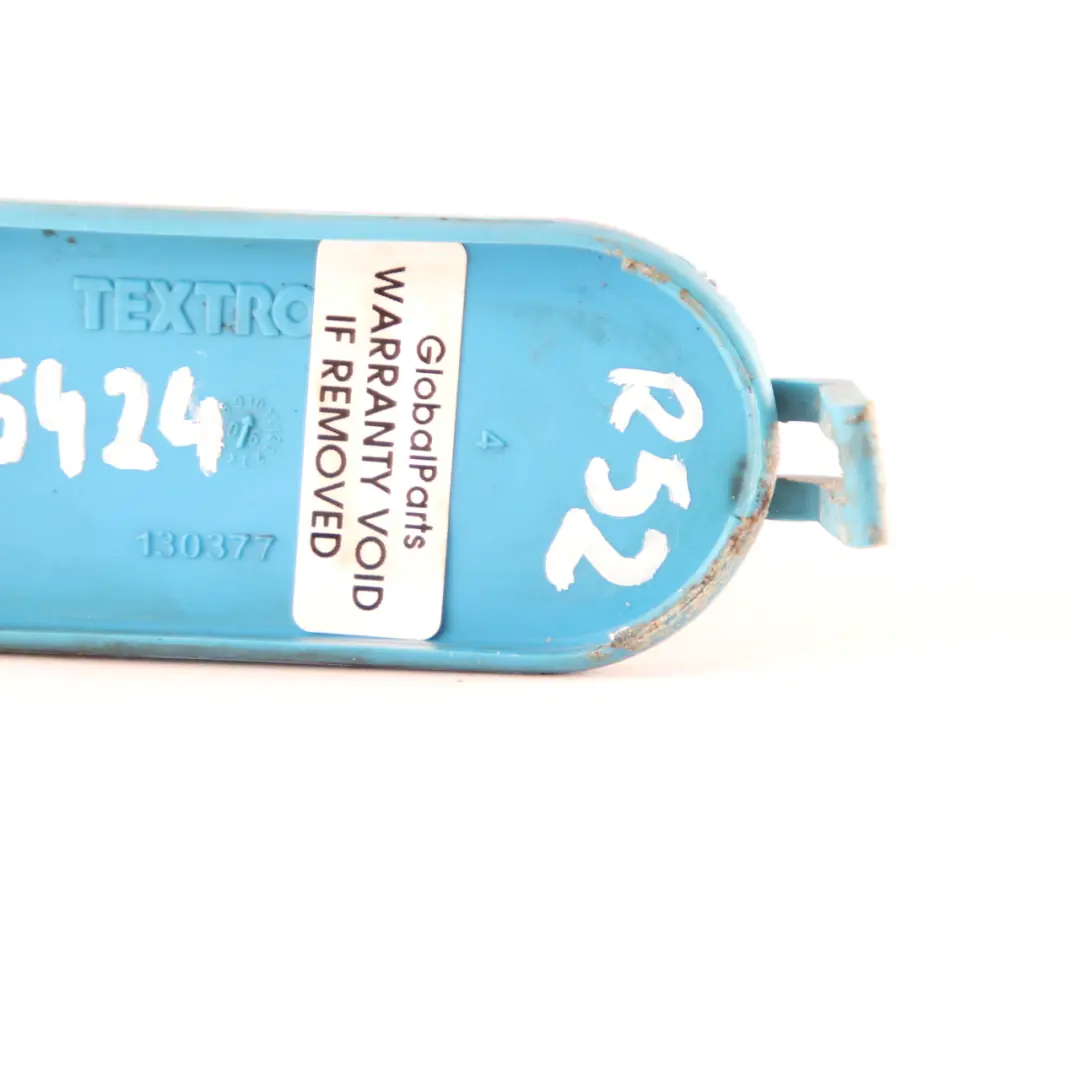 TEXTRO
5424
130377
GlobalParts
WARRANTY VOID
IF REMOVED
4
R52